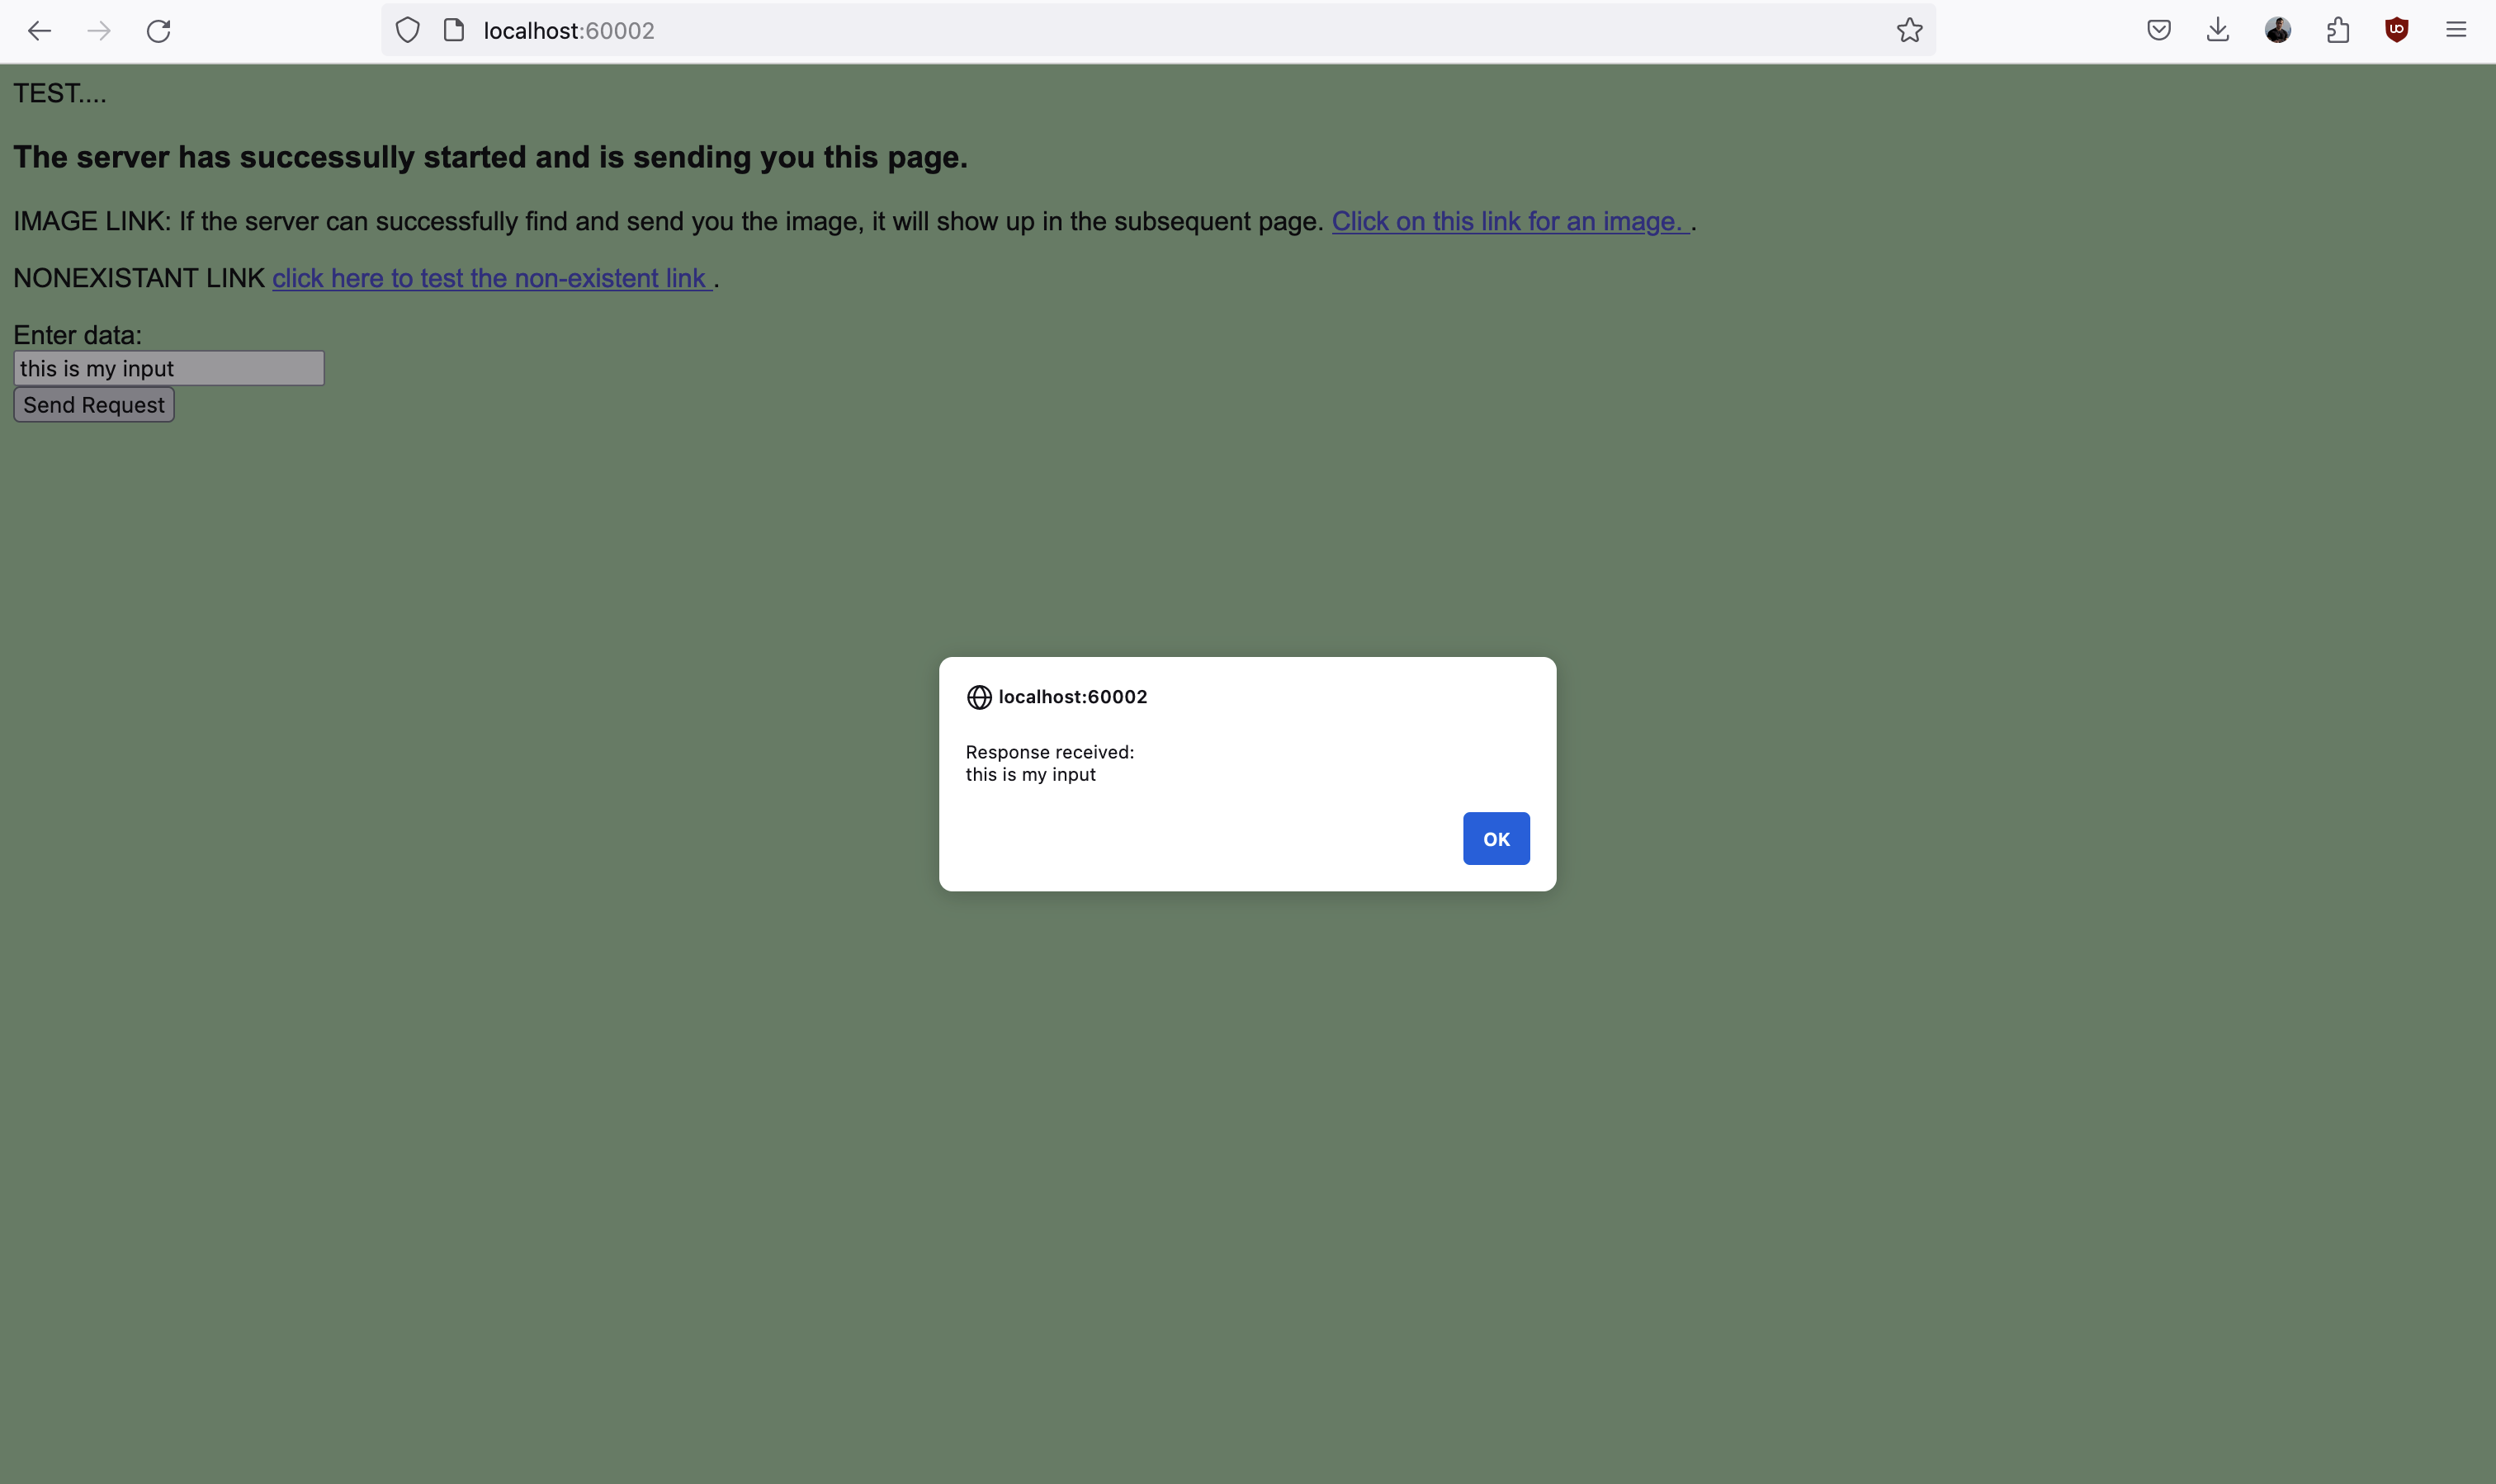 localhost:60002
TEST....
The server has successully started and is sending you this page.
IMAGE LINK: If the server can successfully find and send you the image, it will show up in the subsequent page. Click on this link for an image. .
NONEXISTANT LINK click here to test the non-existent link .
Enter data:
this is my input
Send Request
localhost:60002
Response received:
this is my input
OK